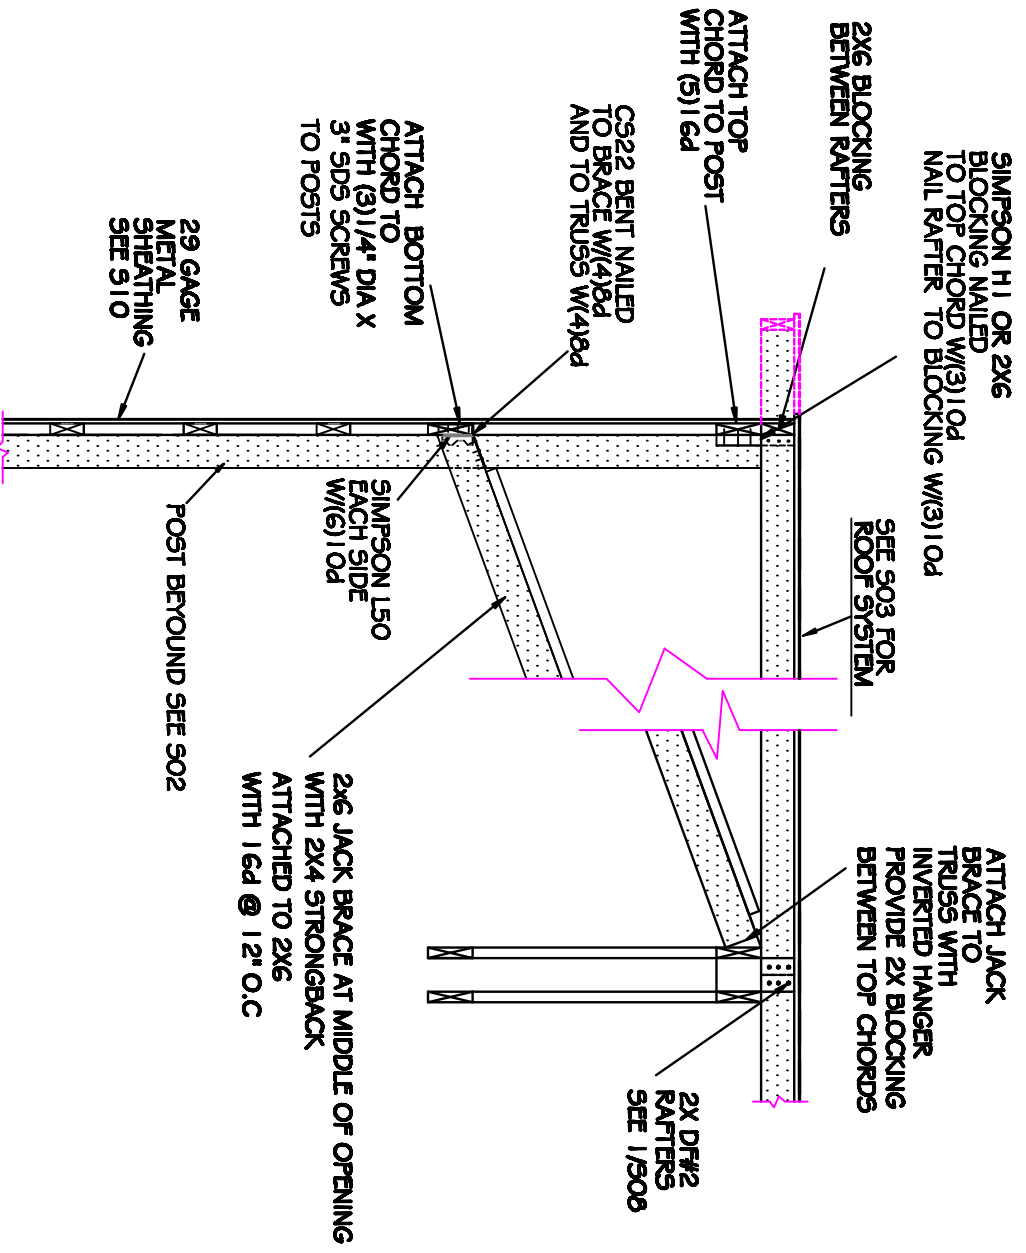 SIMPSON H1 OR 2X6
BLOCKING NAILED
TO TOP CHORD W/(3)10d
NAIL RAFTER TO BLOCKING W/(3)10d
2X6 BLOCKING
BETWEEN RAFTERS
ATTACH TOP
CHORD TO POST
WITH (5)16d
CS22 BENT NAILED
TO BRACE W/(4)8d
AND TO TRUSS W(4)8d
ATTACH BOTTOM
CHORD TO
WITH (3)1/4" DIA X
3" SDS SCREWS
TO POSTS
29 GAGE
METAL
SHEATHING
SEE S10
SEE S03 FOR
ROOF SYSTEM
SIMPSON L50
EACH SIDE
W/(6)10d
POST BEYOUND SEE S02
2x6 JACK BRACE AT MIDDLE OF OPENING
WITH 2X4 STRONGBACK
ATTACHED TO 2X6
WITH 16d @ 12" O.C
ATTACH JACK
BRACE TO
TRUSS WITH
INVERTED HANGER
PROVIDE 2X BLOCKING
BETWEEN TOP CHORDS
2X DF#2
RAFTERS
SEE 1/S08